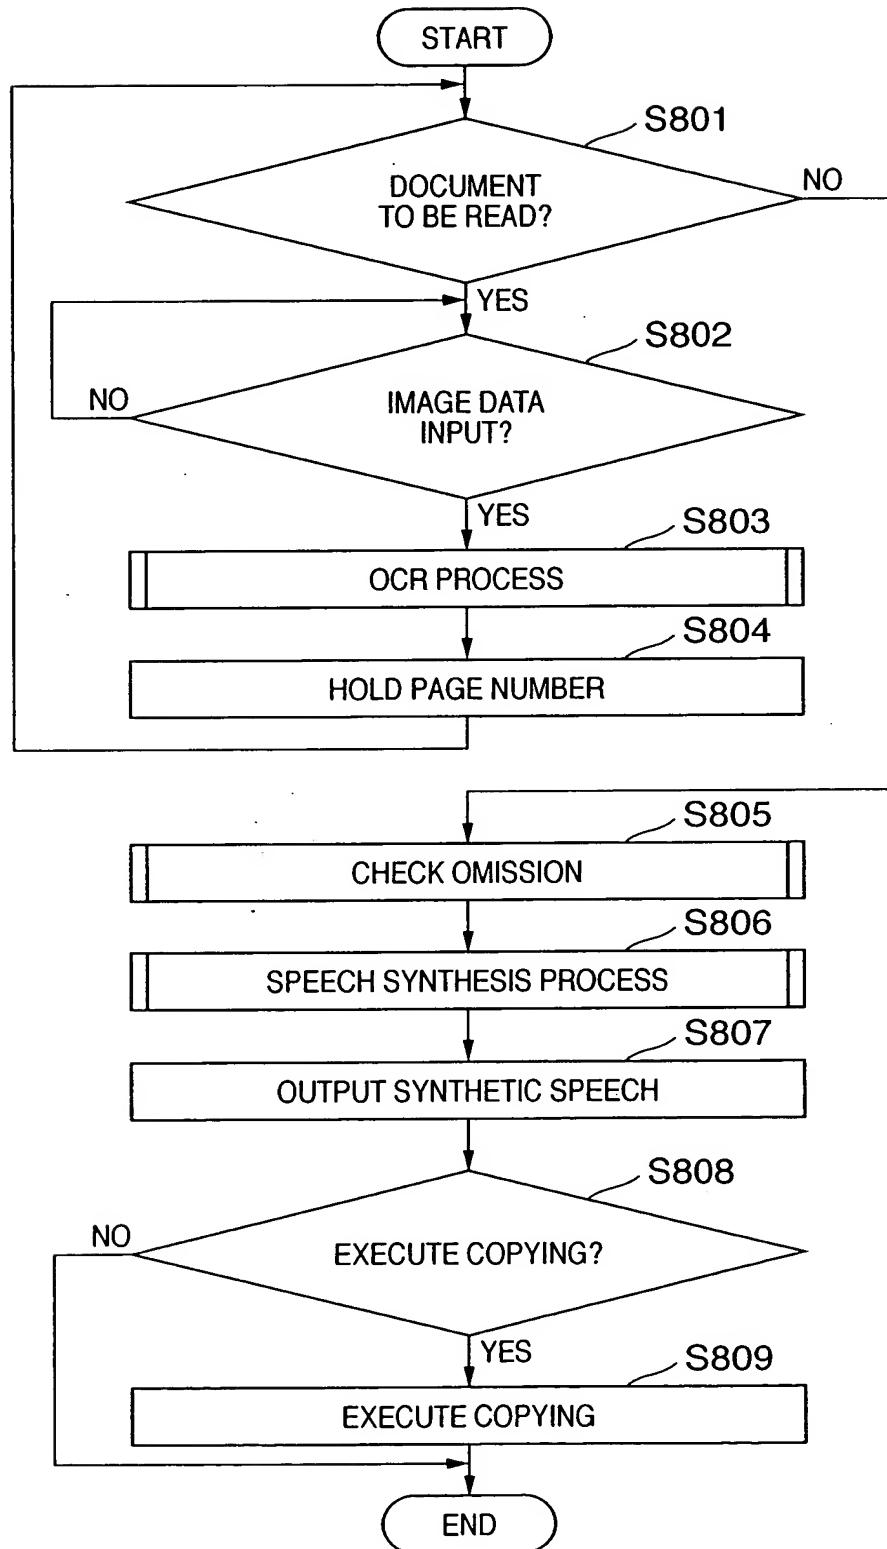 START
S801
DOCUMENT
TO BE READ?
NO
YES
S802
NO
IMAGE DATA
INPUT?
YES
S803
OCR PROCESS
S804
HOLD PAGE NUMBER
S805
CHECK OMISSION
S806
SPEECH SYNTHESIS PROCESS
S807
OUTPUT SYNTHETIC SPEECH
S808
NO
EXECUTE COPYING?
YES
S809
EXECUTE COPYING
END